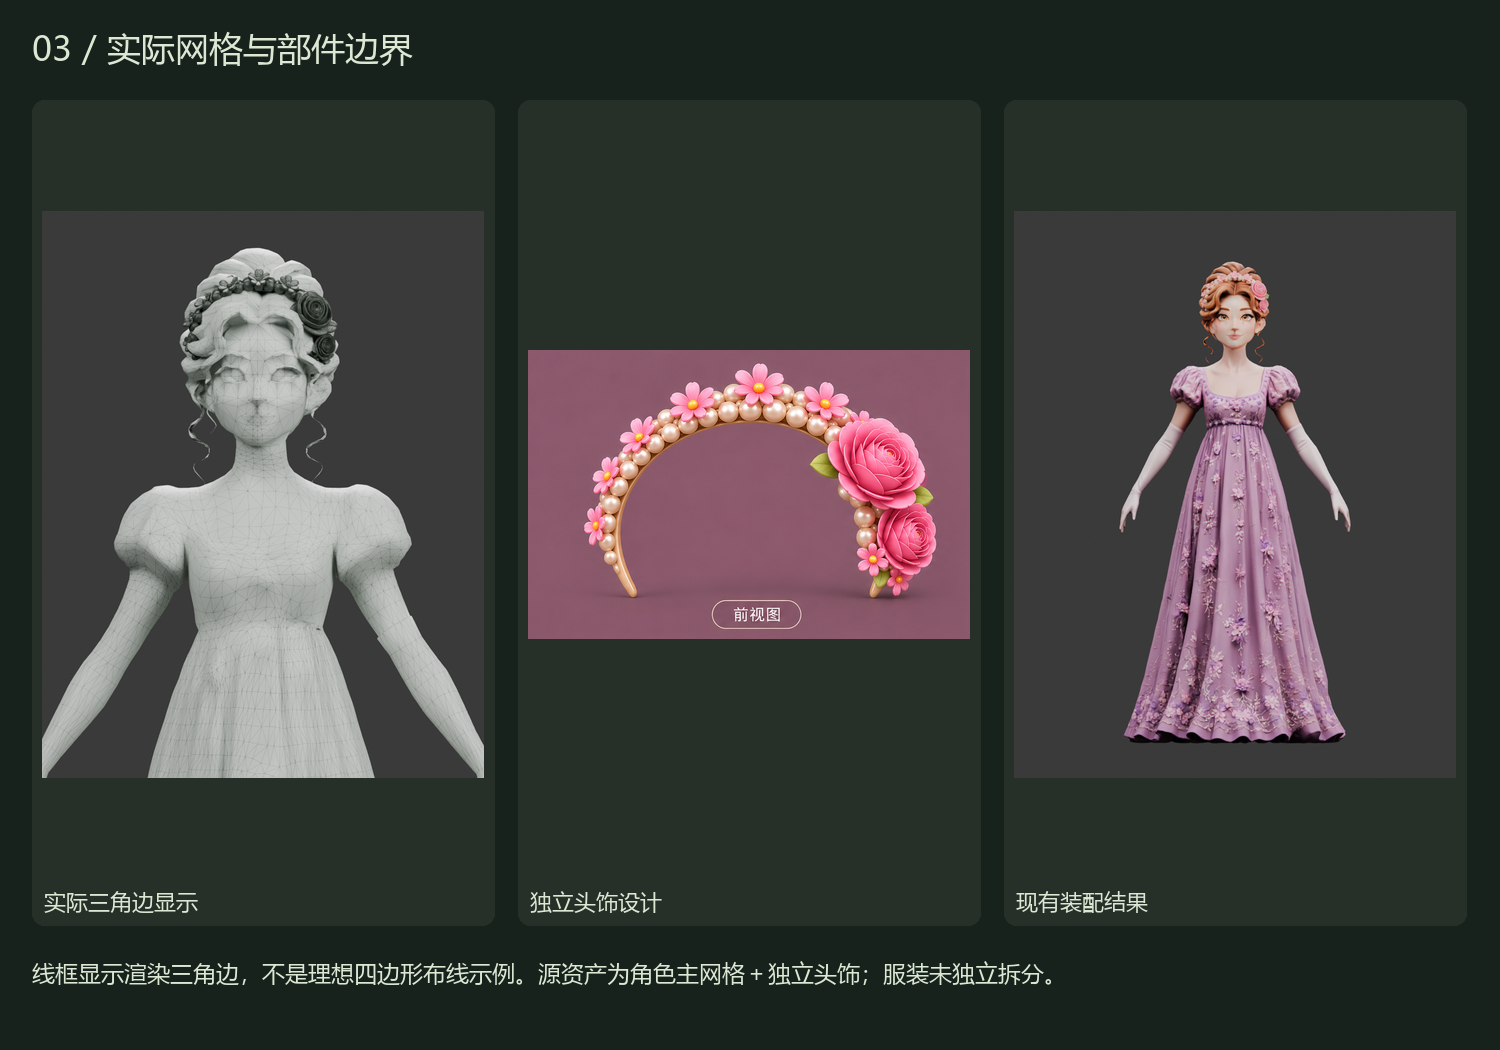 03 / 实际网格与部件边界
前视图
实际三角边显示
独立头饰设计
现有装配结果
线框显示渲染三角边，不是理想四边形布线示例。源资产为角色主网格 + 独立头饰；服装未独立拆分。